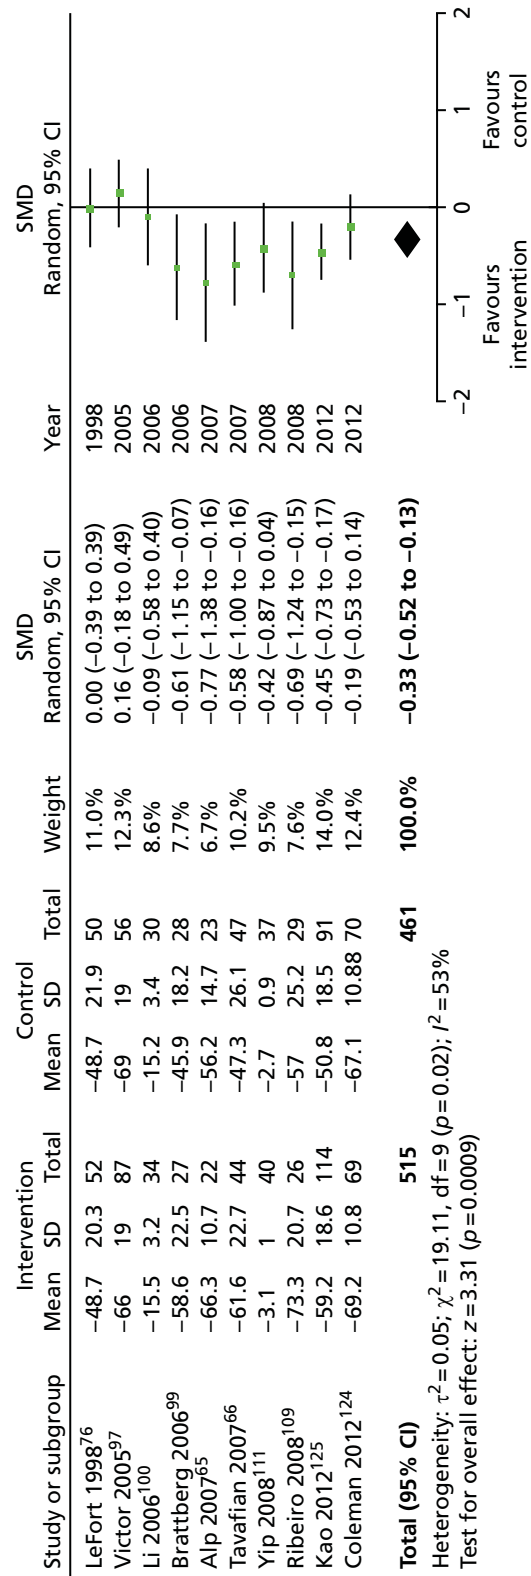 Intervention Control SMD SMD
Study or subgroup Mean SD Total Mean SD Total Weight Random, 95% CI Year Random, 95% CI
LeFort 1998⁷⁶ −48.7 20.3 52 −48.7 21.9 50 11.0% 0.00 (−0.39 to 0.39) 1998
Victor 2005⁹⁷ −66 19 87 −69 19 56 12.3% 0.16 (−0.18 to 0.49) 2005
Li 2006¹⁰⁰ −15.5 3.2 34 −15.2 3.4 30 8.6% −0.09 (−0.58 to 0.40) 2006
Brattberg 2006⁹⁹ −58.6 22.5 27 −45.9 18.2 28 7.7% −0.61 (−1.15 to −0.07) 2006
Alp 2007⁶⁵ −66.3 10.7 22 −56.2 14.7 23 6.7% −0.77 (−1.38 to −0.16) 2007
Tavafian 2007⁶⁶ −61.6 22.7 44 −47.3 26.1 47 10.2% −0.58 (−1.00 to −0.16) 2007
Yip 2008¹¹¹ −3.1 1 40 −2.7 0.9 37 9.5% −0.42 (−0.87 to 0.04) 2008
Ribeiro 2008¹⁰⁹ −73.3 20.7 26 −57 25.2 29 7.6% −0.69 (−1.24 to −0.15) 2008
Kao 2012¹²⁵ −59.2 18.6 114 −50.8 18.5 91 14.0% −0.45 (−0.73 to −0.17) 2012
Coleman 2012¹²⁴ −69.2 10.8 69 −67.1 10.88 70 12.4% −0.19 (−0.53 to 0.14) 2012
Total (95% CI) 515 461 100.0% −0.33 (−0.52 to −0.13)
Heterogeneity: τ²=0.05; χ²=19.11, df=9 (p=0.02); I²=53%
Test for overall effect: z=3.31 (p=0.0009)
−2 −1 0 1 2
Favours Favours
intervention control